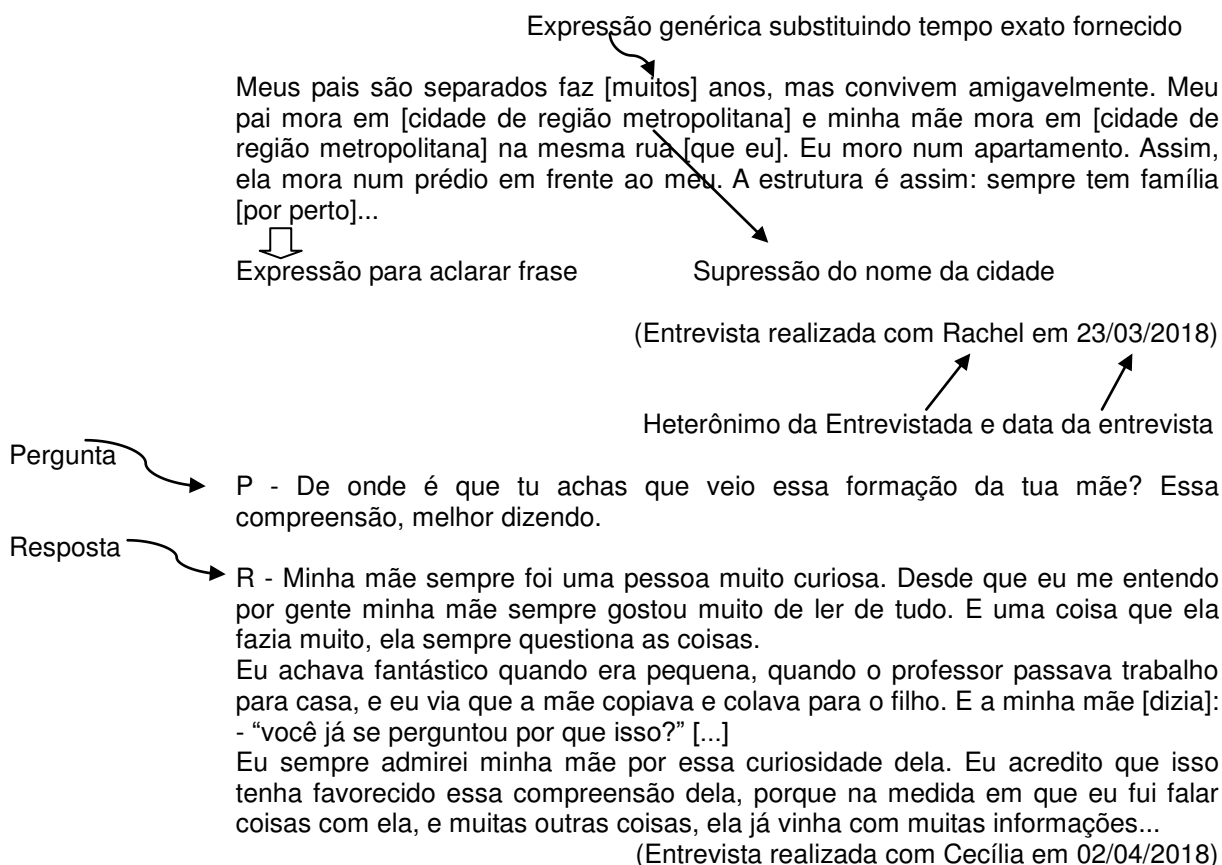 Expressão genérica substituindo tempo exato fornecido
Meus pais são separados faz [muitos] anos, mas convivem amigavelmente. Meu
pai mora em [cidade de região metropolitana] e minha mãe mora em [cidade de
região metropolitana] na mesma rua [que eu]. Eu moro num apartamento. Assim,
ela mora num prédio em frente ao meu. A estrutura é assim: sempre tem família
[por perto]...
Expressão para aclarar frase Supressão do nome da cidade
(Entrevista realizada com Rachel em 23/03/2018)
Heterônimo da Entrevistada e data da entrevista
Pergunta
P - De onde é que tu achas que veio essa formação da tua mãe? Essa
compreensão, melhor dizendo.
Resposta
R - Minha mãe sempre foi uma pessoa muito curiosa. Desde que eu me entendo
por gente minha mãe sempre gostou muito de ler de tudo. E uma coisa que ela
fazia muito, ela sempre questiona as coisas.
Eu achava fantástico quando era pequena, quando o professor passava trabalho
para casa, e eu via que a mãe copiava e colava para o filho. E a minha mãe [dizia]:
- “você já se perguntou por que isso?” [...]
Eu sempre admirei minha mãe por essa curiosidade dela. Eu acredito que isso
tenha favorecido essa compreensão dela, porque na medida em que eu fui falar
coisas com ela, e muitas outras coisas, ela já vinha com muitas informações...
(Entrevista realizada com Cecília em 02/04/2018)